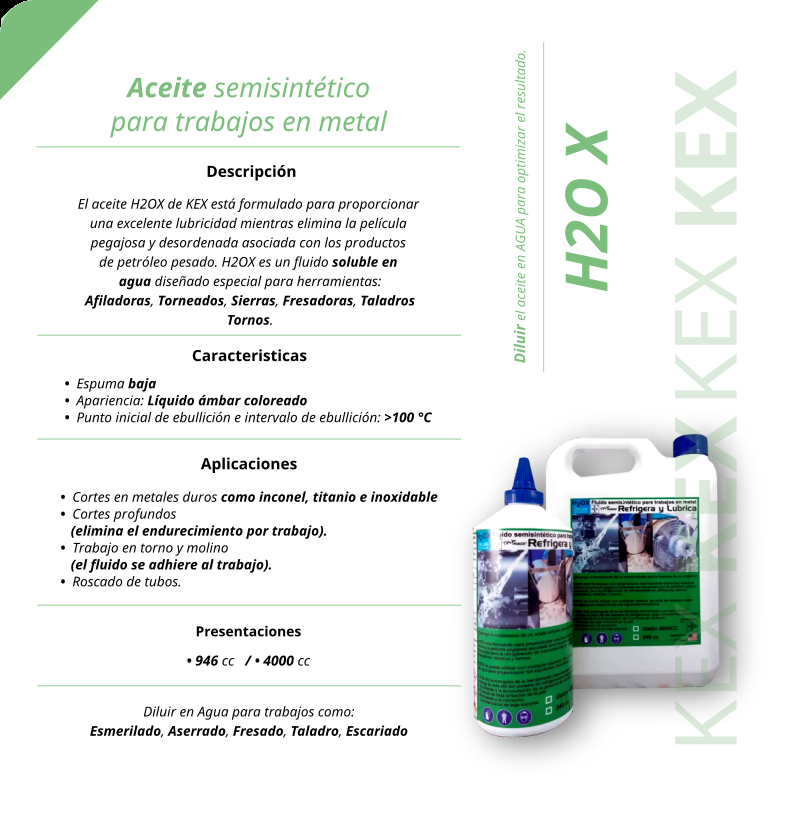 Aceite semisintético
para trabajos en metal
Descripción
El aceite H2OX de KEX está formulado para proporcionar
una excelente lubricidad mientras elimina la película
pegajosa y desordenada asociada con los productos
de petróleo pesado. H2OX es un fluido soluble en
agua diseñado especial para herramientas:
Afiladoras, Torneados, Sierras, Fresadoras, Taladros
Tornos.
Caracteristicas
• Espuma baja
• Apariencia: Líquido ámbar coloreado
• Punto inicial de ebullición e intervalo de ebullición: >100 °C
Aplicaciones
• Cortes en metales duros como inconel, titanio e inoxidable
• Cortes profundos
(elimina el endurecimiento por trabajo).
• Trabajo en torno y molino
(el fluido se adhiere al trabajo).
• Roscado de tubos.
Presentaciones
• 946 cc / • 4000 cc
Diluir en Agua para trabajos como:
Esmerilado, Aserrado, Fresado, Taladro, Escariado
Diluir el aceite en AGUA para optimizar el resultado.
H2O X
KEX KEX KEX KEX
Fluido semisintético para trabajos en metal
Refrigera y Lubrica
Fluido semisintético para
Refrigera y Lu